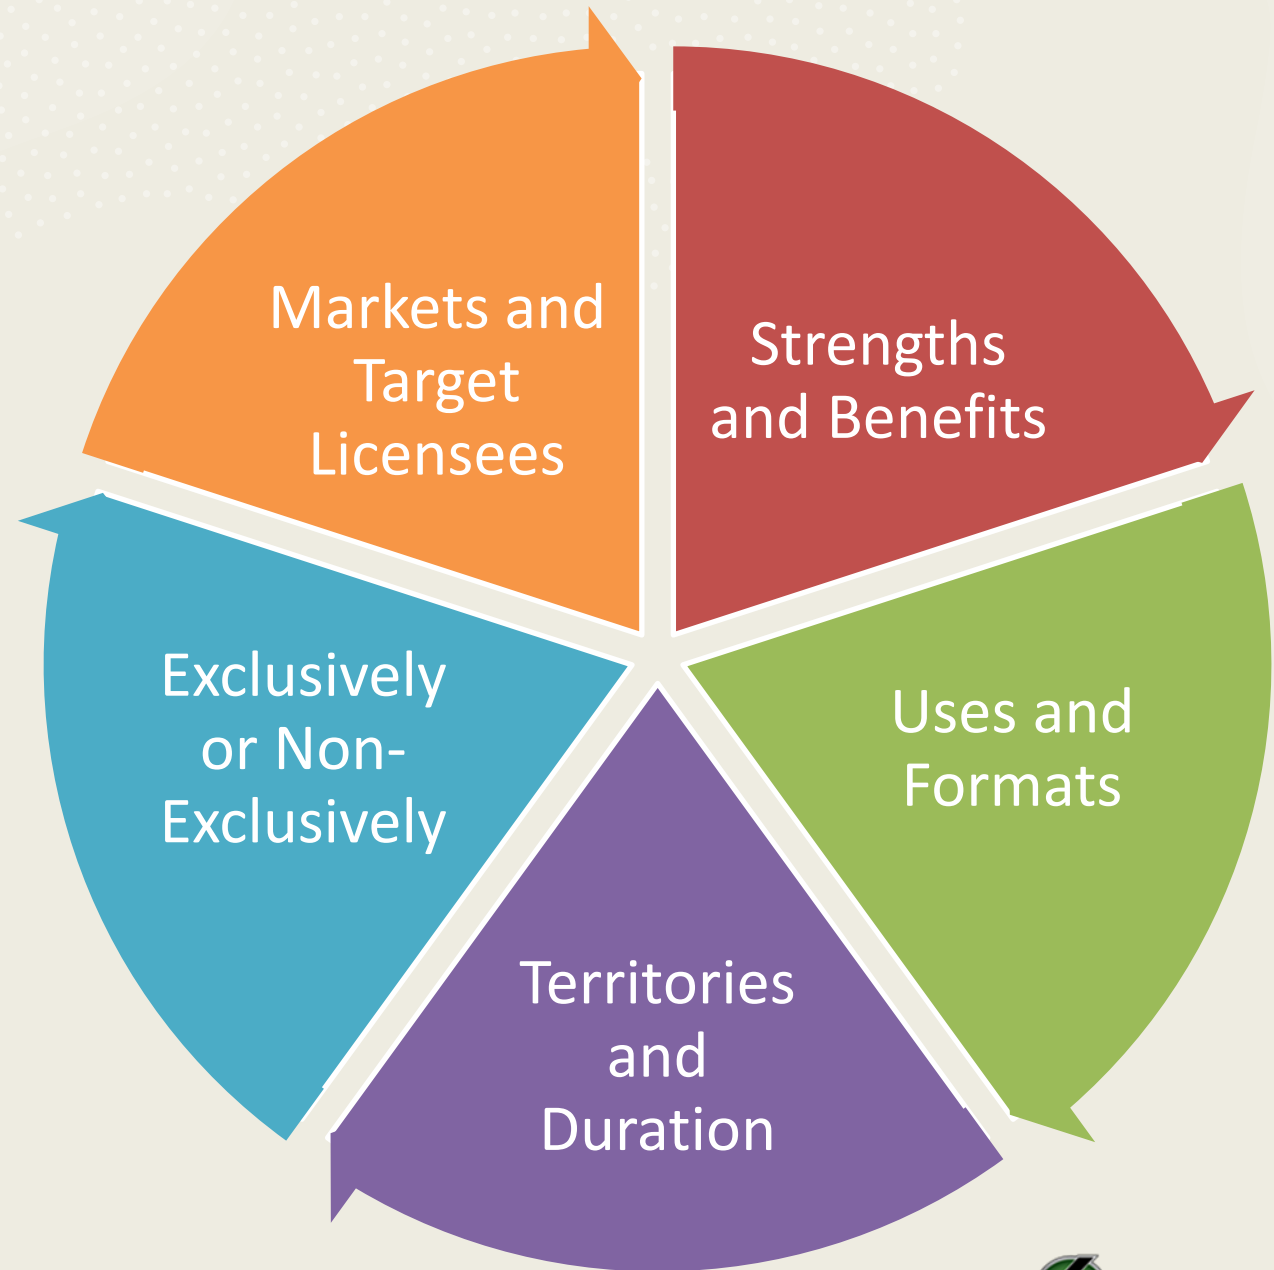 Markets and
Target
Licensees
Strengths
and Benefits
Uses and
Formats
Territories
and
Duration
Exclusively
or Non-
Exclusively